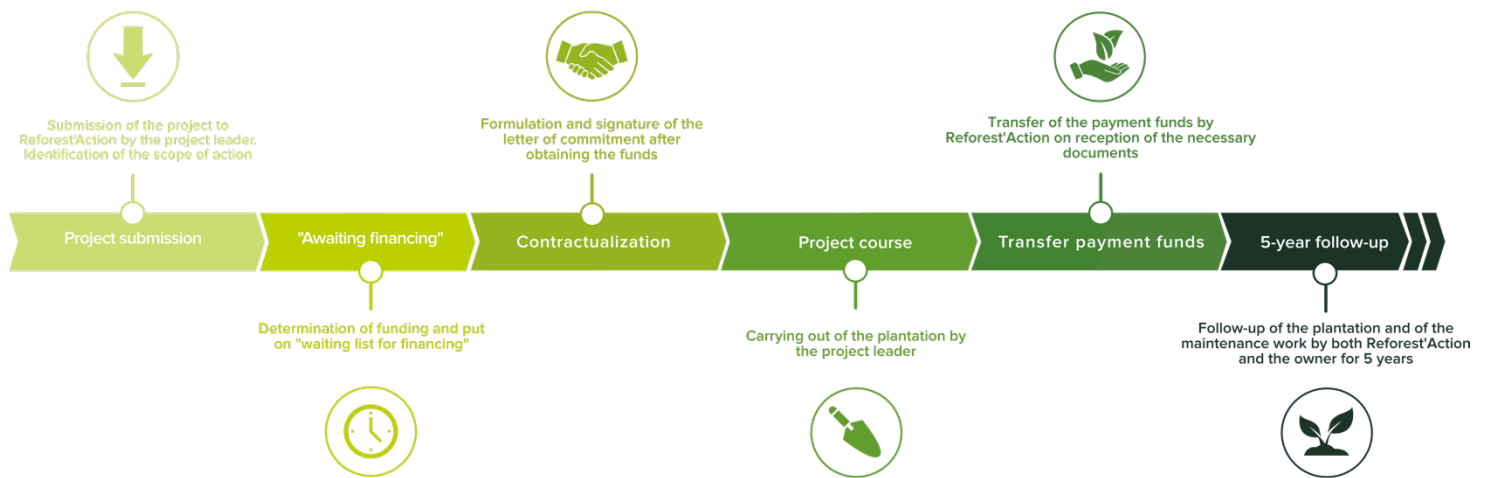 Submission of the project to
Reforest'Action by the project leader.
Identification of the scope of action
Formulation and signature of the
letter of commitment after
obtaining the funds
Transfer of the payment funds by
Reforest'Action on reception of the necessary
documents
Project submission
"Awaiting financing"
Contractualization
Project course
Transfer payment funds
5-year follow-up
Determination of funding and put
on "waiting list for financing"
Carrying out of the plantation by
the project leader
Follow-up of the plantation and of the
maintenance work by both Reforest'Action
and the owner for 5 years